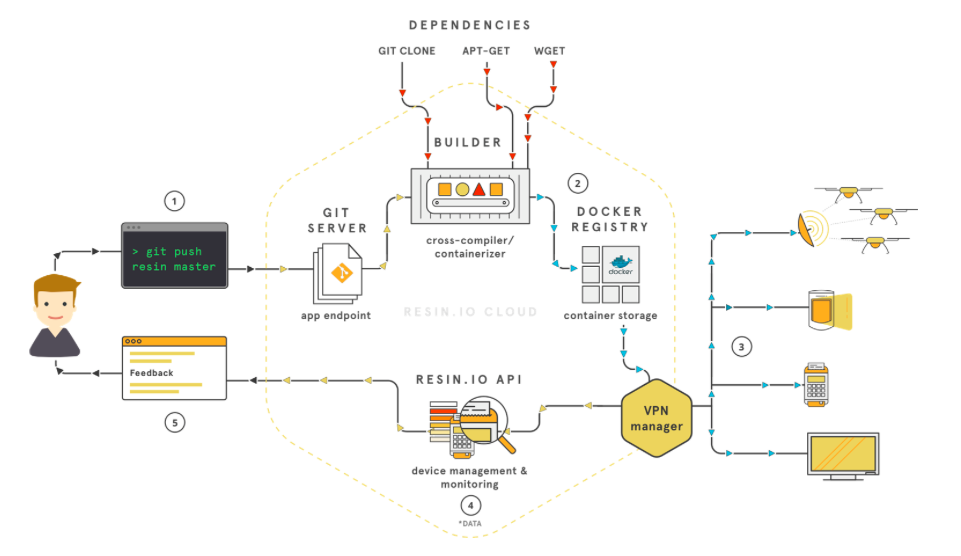 DEPENDENCIES
GIT CLONE APT-GET WGET
BUILDER
1
2
> git push
resin master
GIT
SERVER
DOCKER
REGISTRY
cross-compiler/
containerizer
docker
app endpoint
RESIN.IO CLOUD
container storage
3
Feedback
RESIN.IO API
VPN
manager
5
device management &
monitoring
4
*DATA